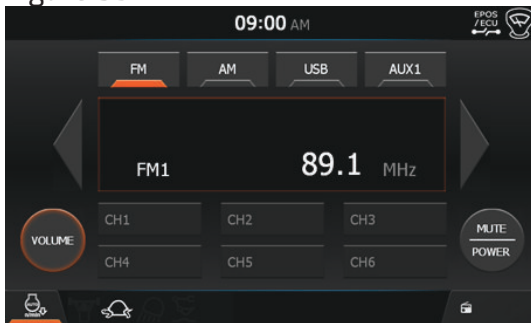 09:00 AM
EPOS
/ECU
FM AM USB AUX1
FM1 89.1 MHz
VOLUME
CH1 CH2 CH3
MUTE
POWER
CH4 CH5 CH6
AUTO